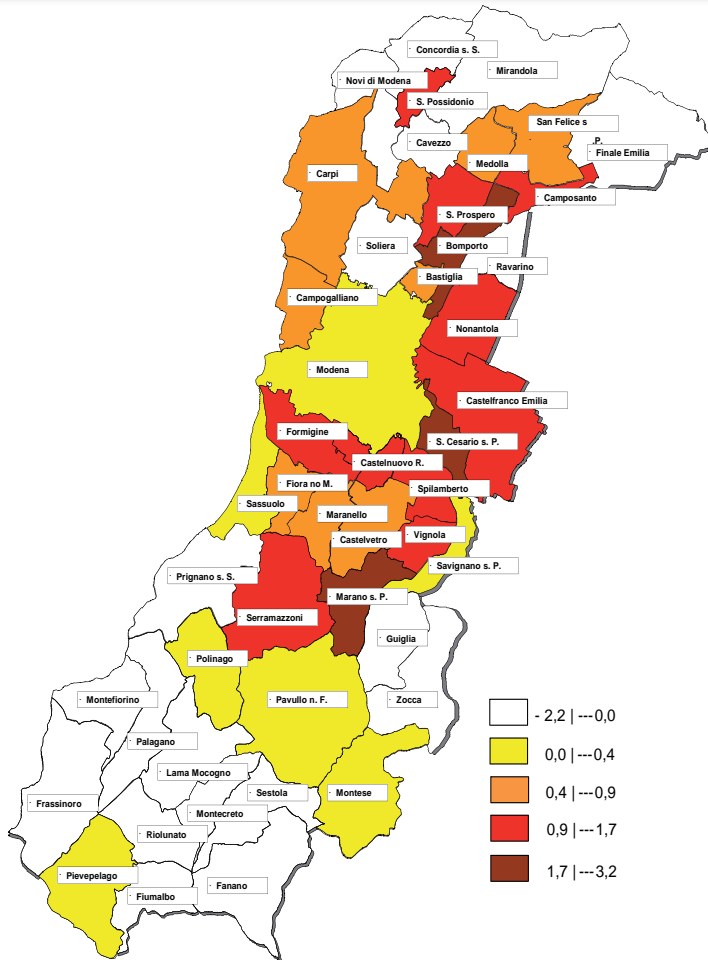 Concordia s. S.
Mirandola
Novi di Modena
S. Possidonio
San Felice s
P.
Cavezzo
Finale Emilia
Medolla
Carpi
Camposanto
S. Prospero
Soliera
Bomporto
Ravarino
Bastiglia
Campogalliano
Nonantola
Modena
Castelfranco Emilia
Formigine
S. Cesario s. P.
Castelnuovo R.
Fiora no M.
Spilamberto
Sassuolo
Maranello
Vignola
Castelvetro
Savignano s. P.
Prignano s. S.
Marano s. P.
Serramazzoni
Guiglia
Polinago
Montefiorino
Pavullo n. F.
Zocca
Palagano
Lama Mocogno
Sestola
Montese
Frassinoro
Montecreto
Riolunato
Pievepelago
Fanano
Fiumalbo
- 2,2 |---0,0
0,0 |---0,4
0,4 |---0,9
0,9 |---1,7
1,7 |---3,2